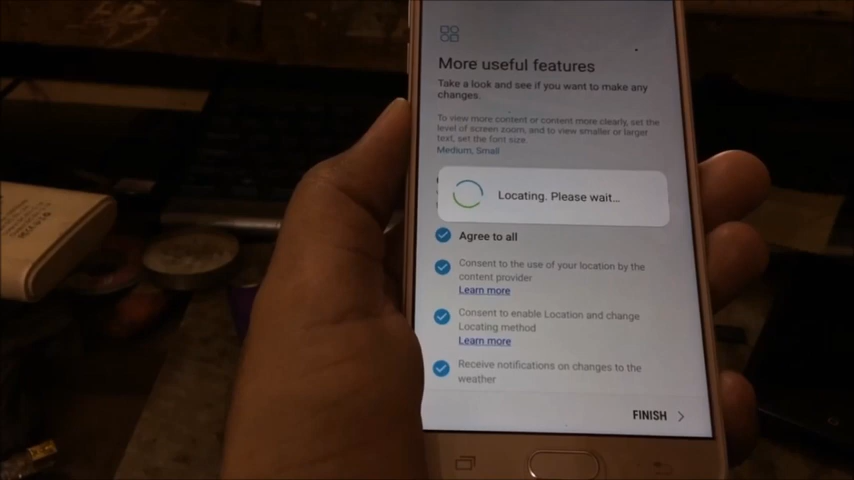 More useful features
Take a look and see if you want to make any
changes.
To view more content or content more clearly, set the
level of screen zoom, and to view smaller or larger
text, set the font size.
Medium, Small
Locating. Please wait...
Agree to all
Consent to the use of your location by the
content provider
Learn more
Consent to enable Location and change
Locating method
Learn more
Receive notifications on changes to the
weather
FINISH